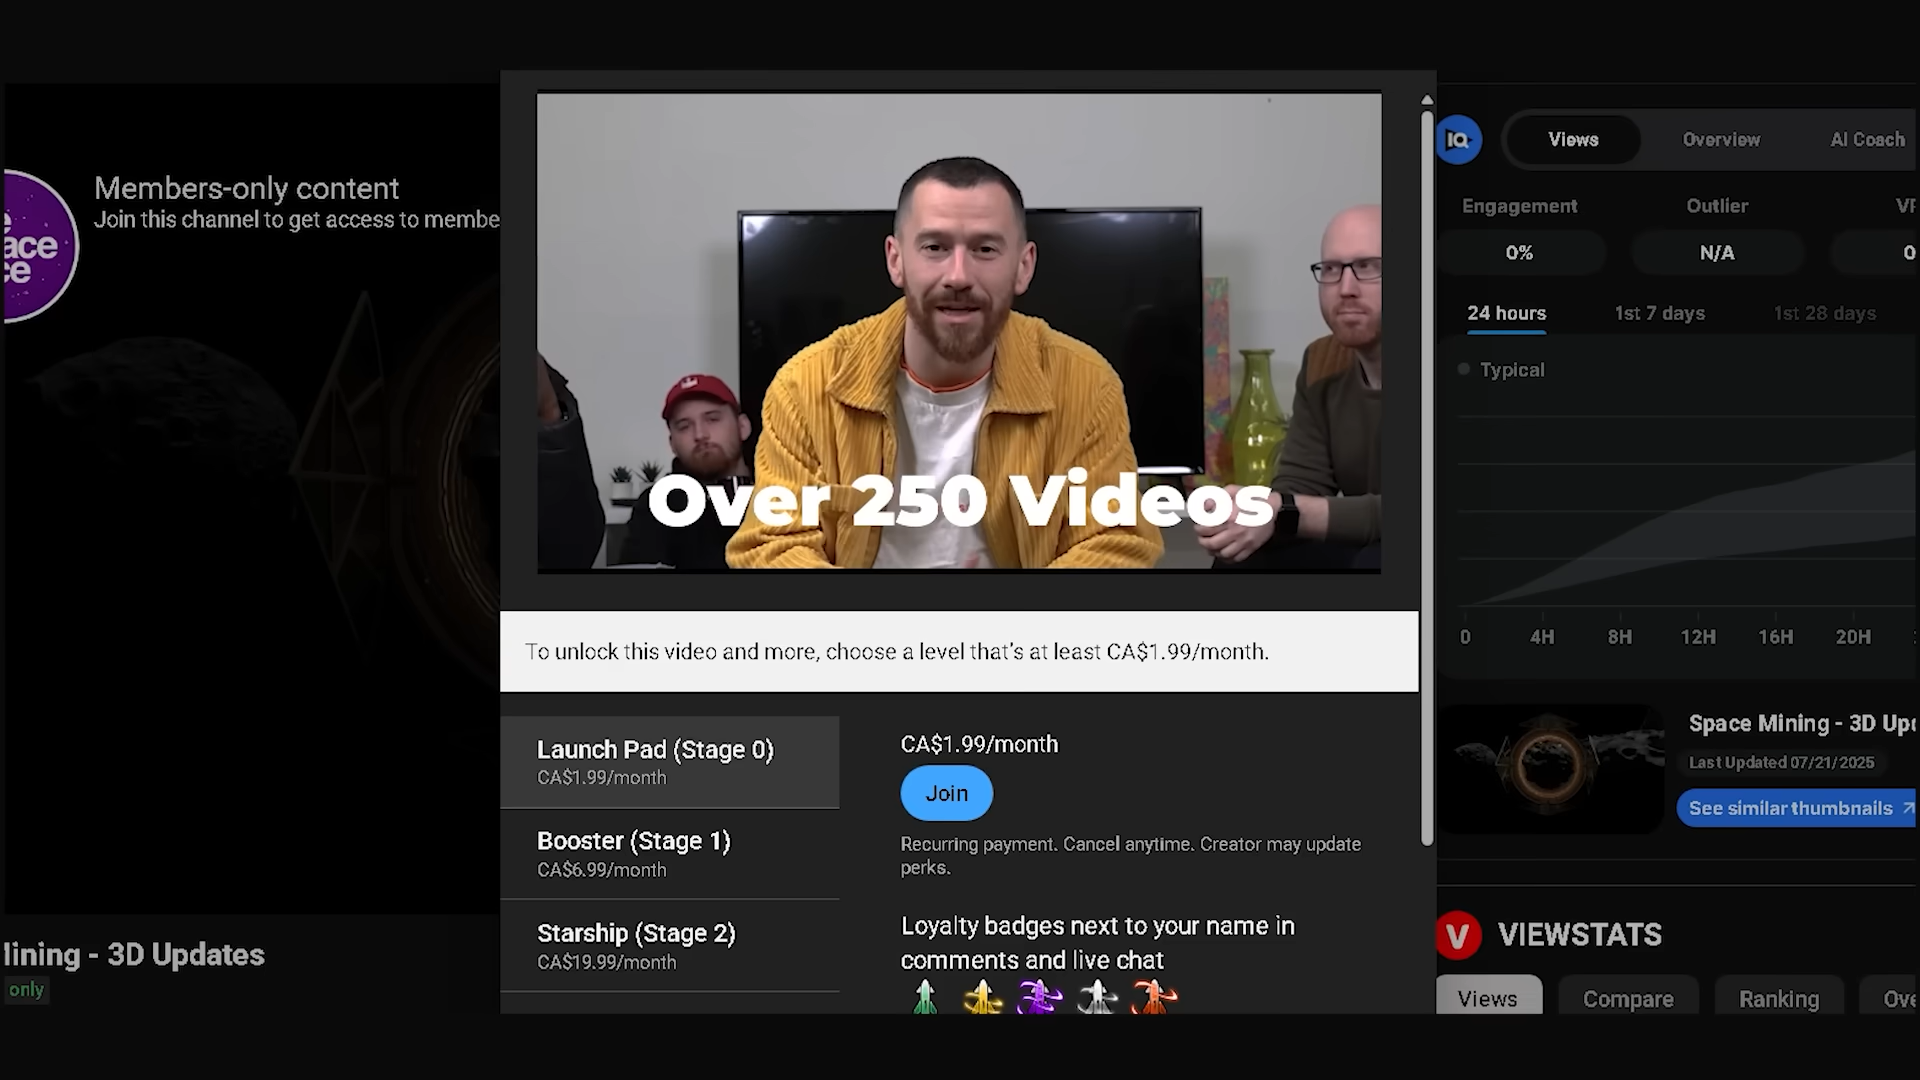 ace
ce
Members-only content
Join this channel to get access to membe
Mining - 3D Updates
only
Over 250 Videos
To unlock this video and more, choose a level that's at least CA$1.99/month.
Launch Pad (Stage 0)
CA$1.99/month
Booster (Stage 1)
CA$6.99/month
Starship (Stage 2)
CA$19.99/month
CA$1.99/month
Join
Recurring payment. Cancel anytime. Creator may update
perks.
Loyalty badges next to your name in
comments and live chat
IQ
Views Overview AI Coach
Engagement Outlier
0% N/A 0
24 hours 1st 7 days 1st 28 days
Typical
0 4H 8H 12H 16H 20H
Space Mining - 3D Upd
Last Updated 07/21/2025
See similar thumbnails
V VIEWSTATS
Views Compare Ranking Ove